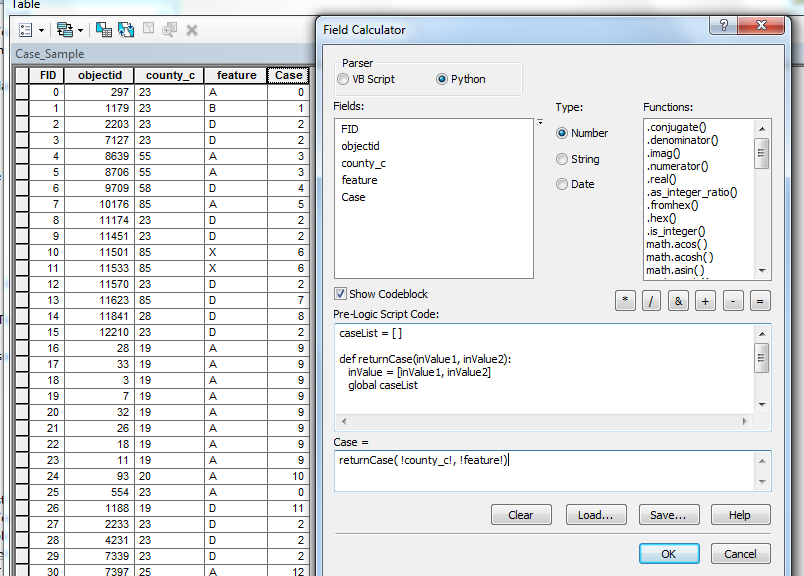 Table
Case_Sample
FID objectid county_c feature Case
0 297 23 A 0
1 1179 23 B 1
2 2203 23 D 2
3 7127 23 D 2
4 8639 55 A 3
5 8706 55 A 3
6 9709 58 D 4
7 10176 85 A 5
8 11174 23 D 2
9 11451 23 D 2
10 11501 85 X 6
11 11533 85 X 6
12 11570 23 D 2
13 11623 85 D 7
14 11841 28 D 8
15 12210 23 D 2
16 28 19 A 9
17 33 19 A 9
18 3 19 A 9
19 7 19 A 9
20 32 19 A 9
21 26 19 A 9
22 18 19 A 9
23 11 19 A 9
24 93 20 A 10
25 554 23 A 0
26 1188 19 D 11
27 2233 23 D 2
28 4231 23 D 2
29 7339 23 D 2
30 7397 25 A 12
Field Calculator
Parser
VB Script Python
Fields:
FID
objectid
county_c
feature
Case
Type:
Number
String
Date
Functions:
.conjugate()
.denominator()
.imag()
.numerator()
.real()
.as_integer_ratio()
.fromhex()
.hex()
.is_integer()
math.acos( )
math.acosh( )
math.asin( )
Show Codeblock
* / & + - =
Pre-Logic Script Code:
caseList = [ ]
def returnCase(inValue1, inValue2):
inValue = [inValue1, inValue2]
global caseList
Case =
returnCase( !county_c!, !feature!)
Clear Load... Save... Help
OK Cancel